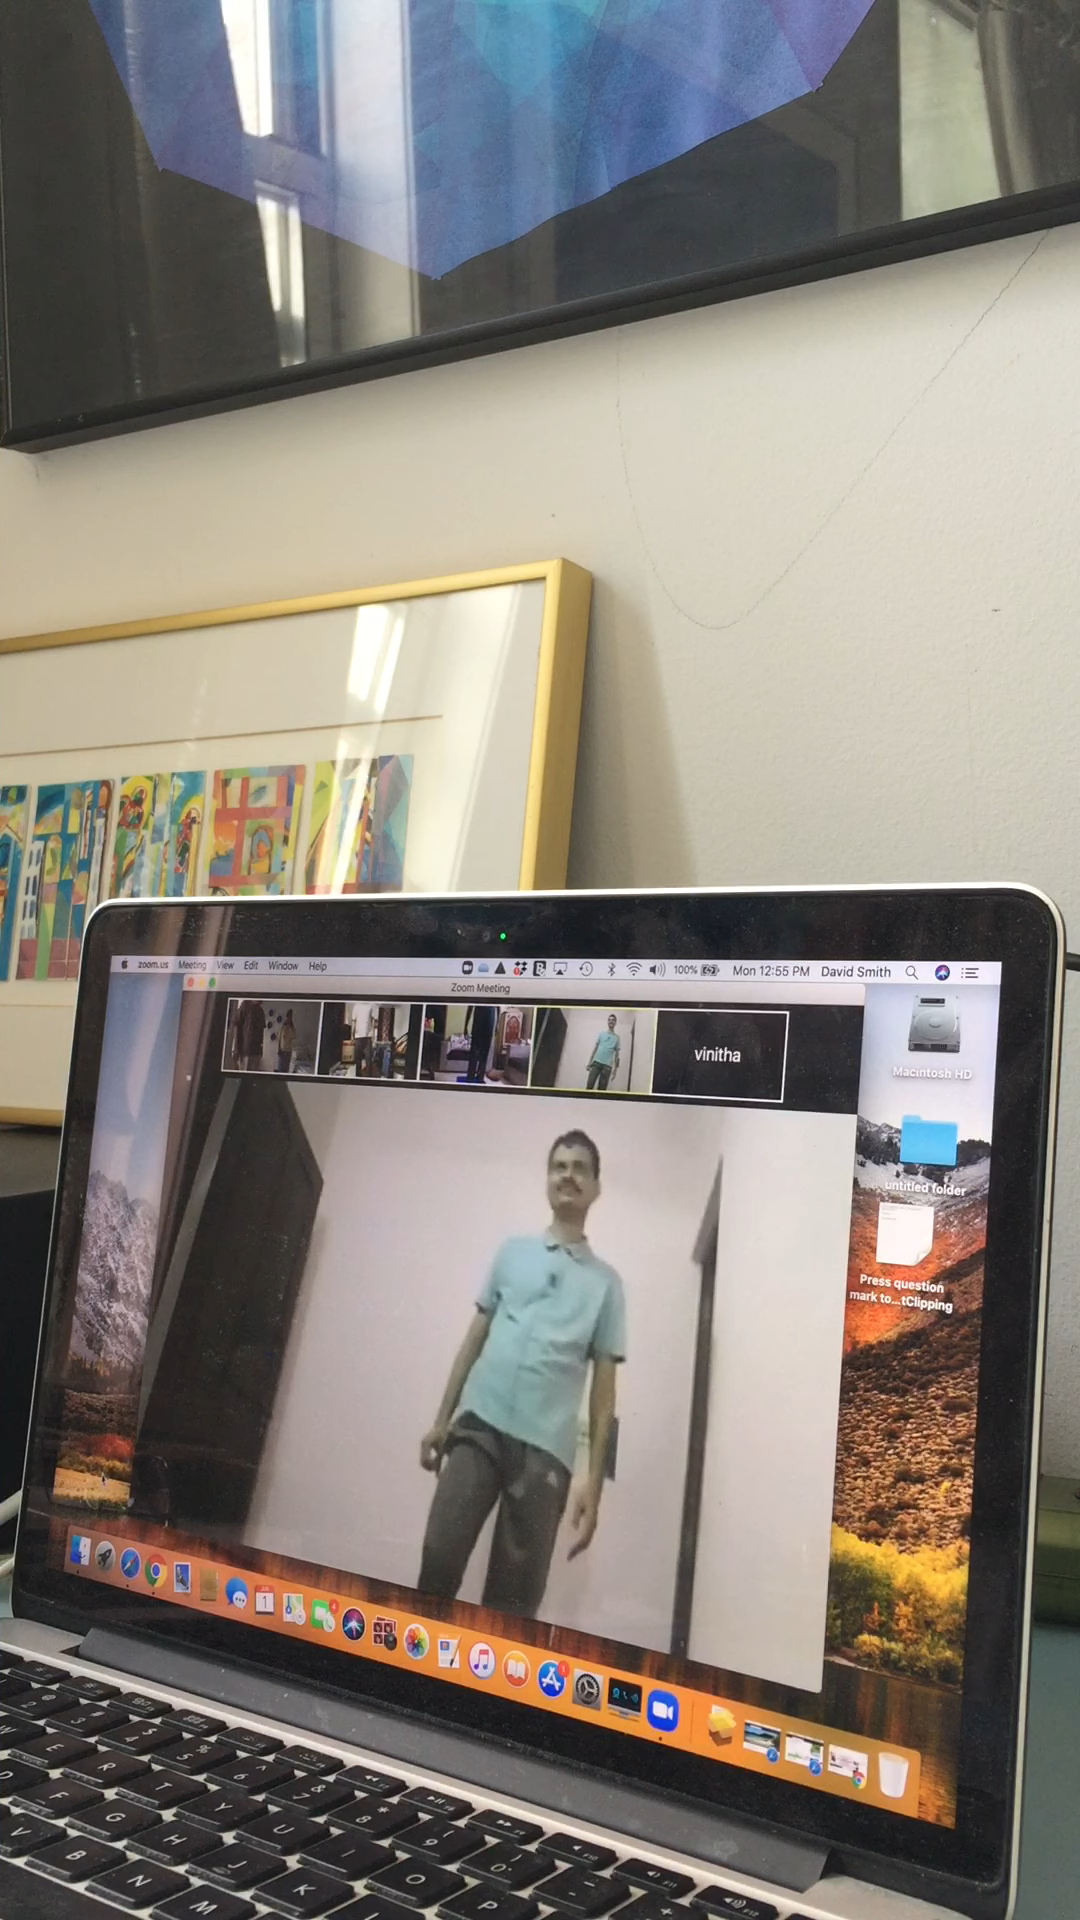 zoom.us Meeting View Edit Window Help 100% Mon 12:55 PM David Smith
Zoom Meeting
vinitha
Macintosh HD
untitled folder
Press question
mark to...tClipping
1
W E R T Y U I O P
F G H J K
V B N M